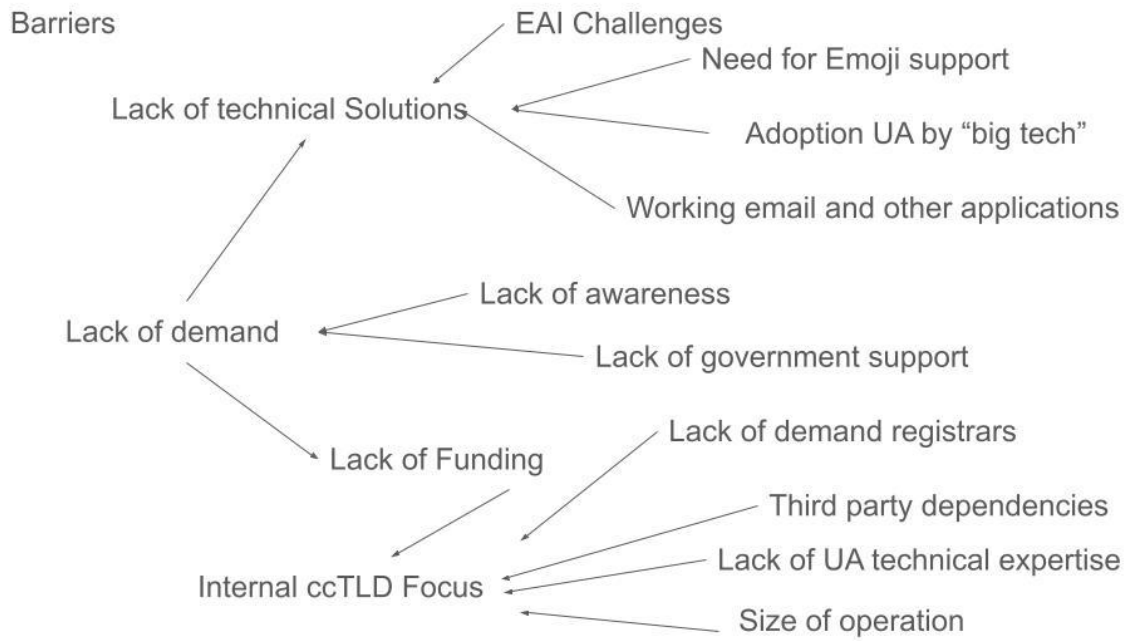 Barriers
EAI Challenges
Need for Emoji support
Lack of technical Solutions
Adoption UA by “big tech”
Working email and other applications
Lack of awareness
Lack of demand
Lack of government support
Lack of demand registrars
Lack of Funding
Third party dependencies
Lack of UA technical expertise
Internal ccTLD Focus
Size of operation